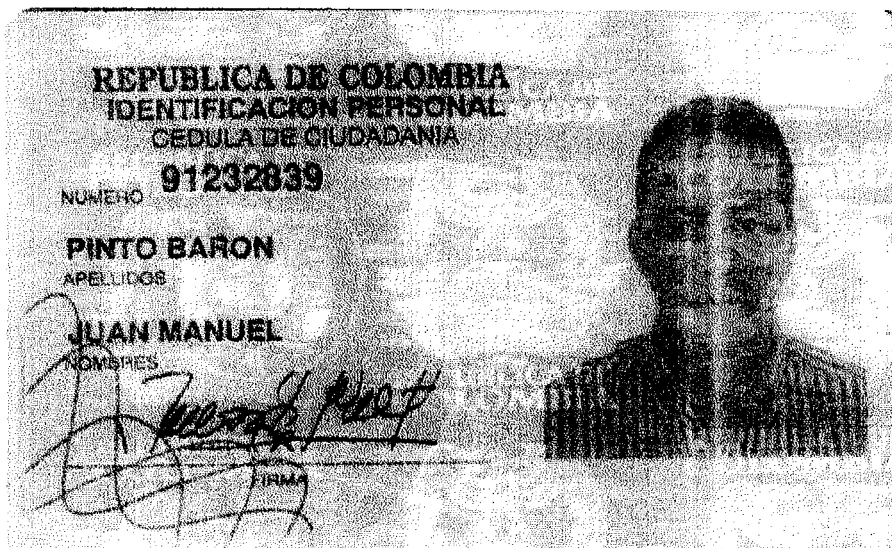 REPUBLICA DE COLOMBIA
IDENTIFICACION PERSONAL
CEDULA DE CIUDADANIA
NUMERO 91232839
PINTO BARON
APELLIDOS
JUAN MANUEL
NOMBRES
FIRMA